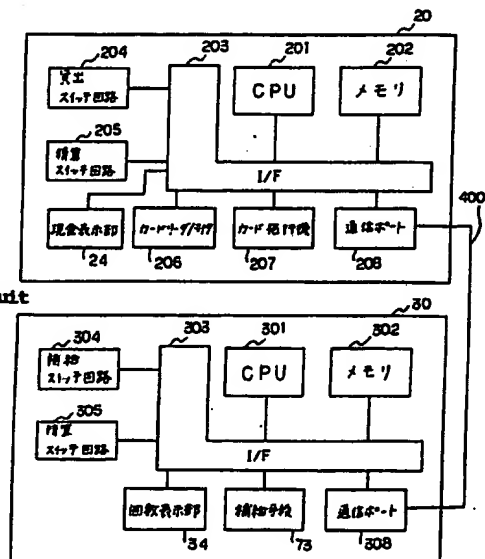 20
204
203
201
202
貸出
スイッチ回路
CPU
メモリ
205
精算
スイッチ回路
I/F
400
現金表示部
カードリーダ/ライタ
カード発行機
通信ポート
24
206
207
208
uit
30
304
303
301
302
補給
スイッチ回路
CPU
メモリ
305
精算
スイッチ回路
I/F
回数表示部
補給手段
通信ポート
34
73
308